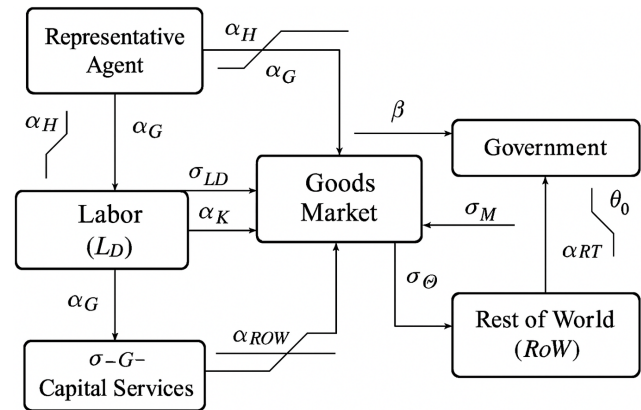 Representative
Agent
α_H
α_G
α_H
α_G
β
Government
σ_LD
Goods
Market
Labor
(L_D)
α_K
σ_M
θ_0
α_RT
α_G
σ_Θ
α_ROW
Rest of World
(RoW)
σ-G-
Capital Services